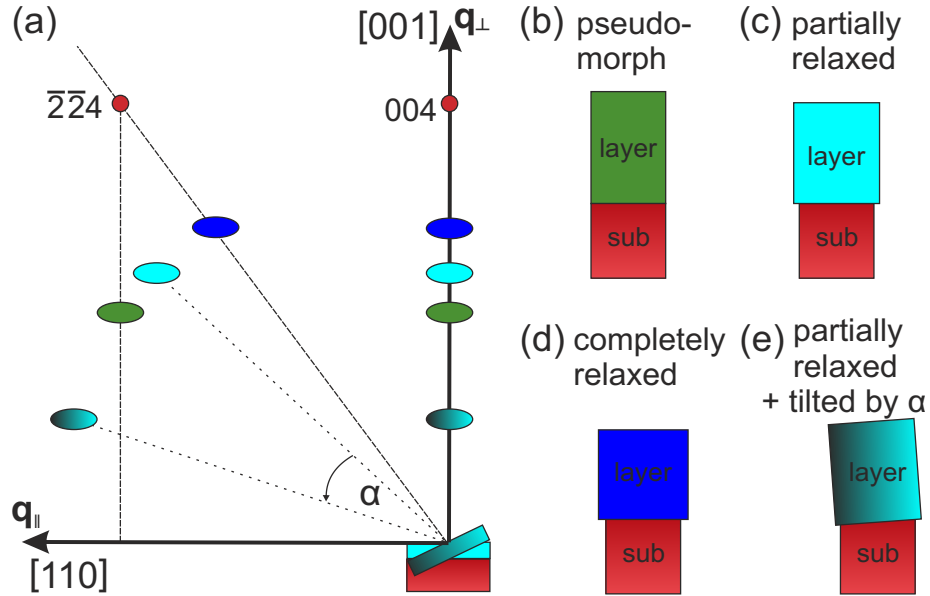 (a)
[001] q⊥
2̅2̅4
004
α
q∥
[110]
(b) pseudo-
morph
layer
sub
(c) partially
relaxed
layer
sub
(d) completely
relaxed
layer
sub
(e) partially
relaxed
+ tilted by α
layer
sub